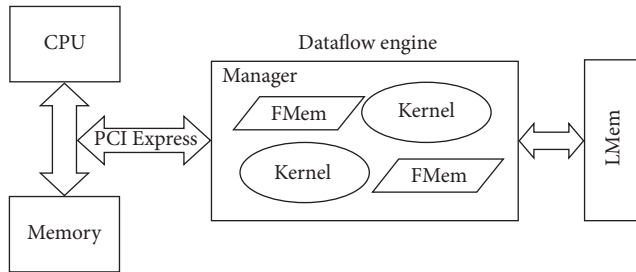 CPU
Dataflow engine
Manager
FMem
Kernel
PCI Express
LMem
Kernel
FMem
Memory